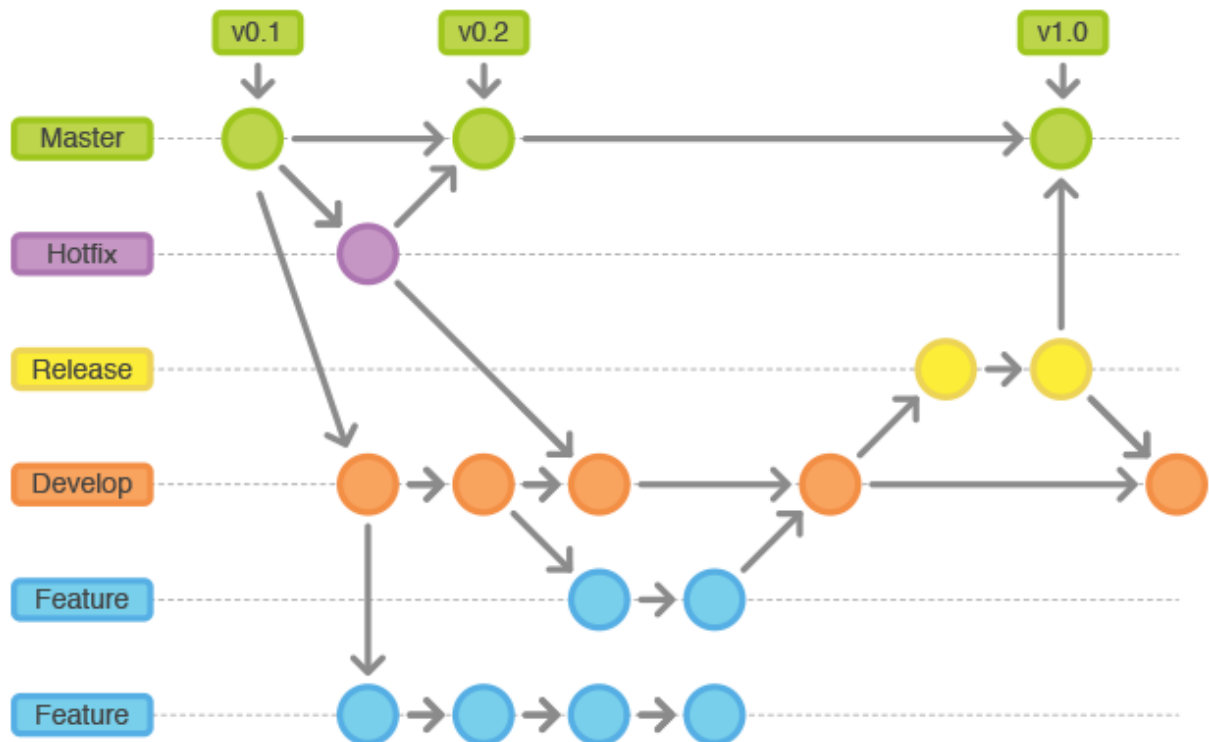 v0.1
v0.2
v1.0
Master
Hotfix
Release
Develop
Feature
Feature